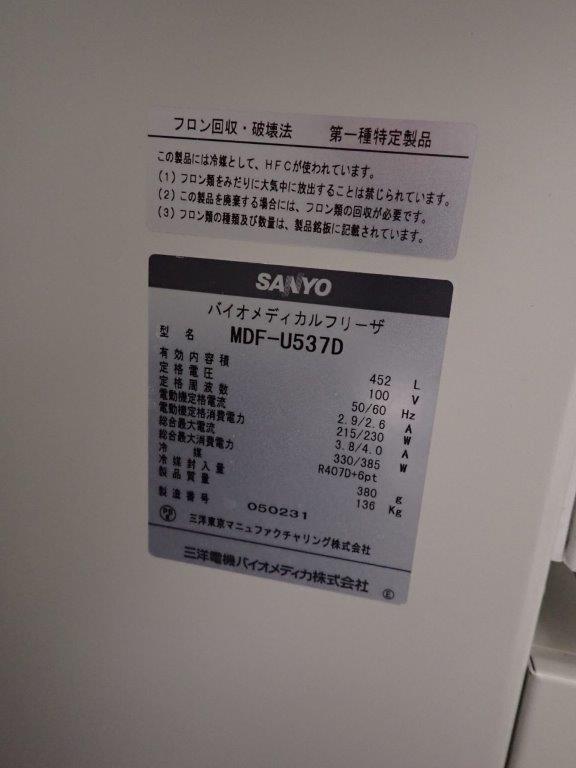 フロン回収・破壊法　第一種特定製品
この製品には冷媒として、HFCが使われています。
(1) フロン類をみだりに大気中に放出することは禁じられています。
(2) この製品を廃棄する場合には、フロン類の回収が必要です。
(3) フロン類の種類及び数量は、製品銘板に記載されています。
SANYO
バイオメディカルフリーザ
型名 MDF-U537D
有効内容積 452 L
定格電圧 100 V
定格周波数 50/60 Hz
電動機定格電流 2.9/2.6 A
電動機定格消費電力 215/230 W
総合最大電流 3.8/4.0 A
総合最大消費電力 330/385 W
冷媒 R407D+6pt
冷媒封入量 380 g
製品質量 136 Kg
製造番号 050231
三洋東京マニュファクチャリング株式会社
三洋電機バイオメディカ株式会社 Ⓔ